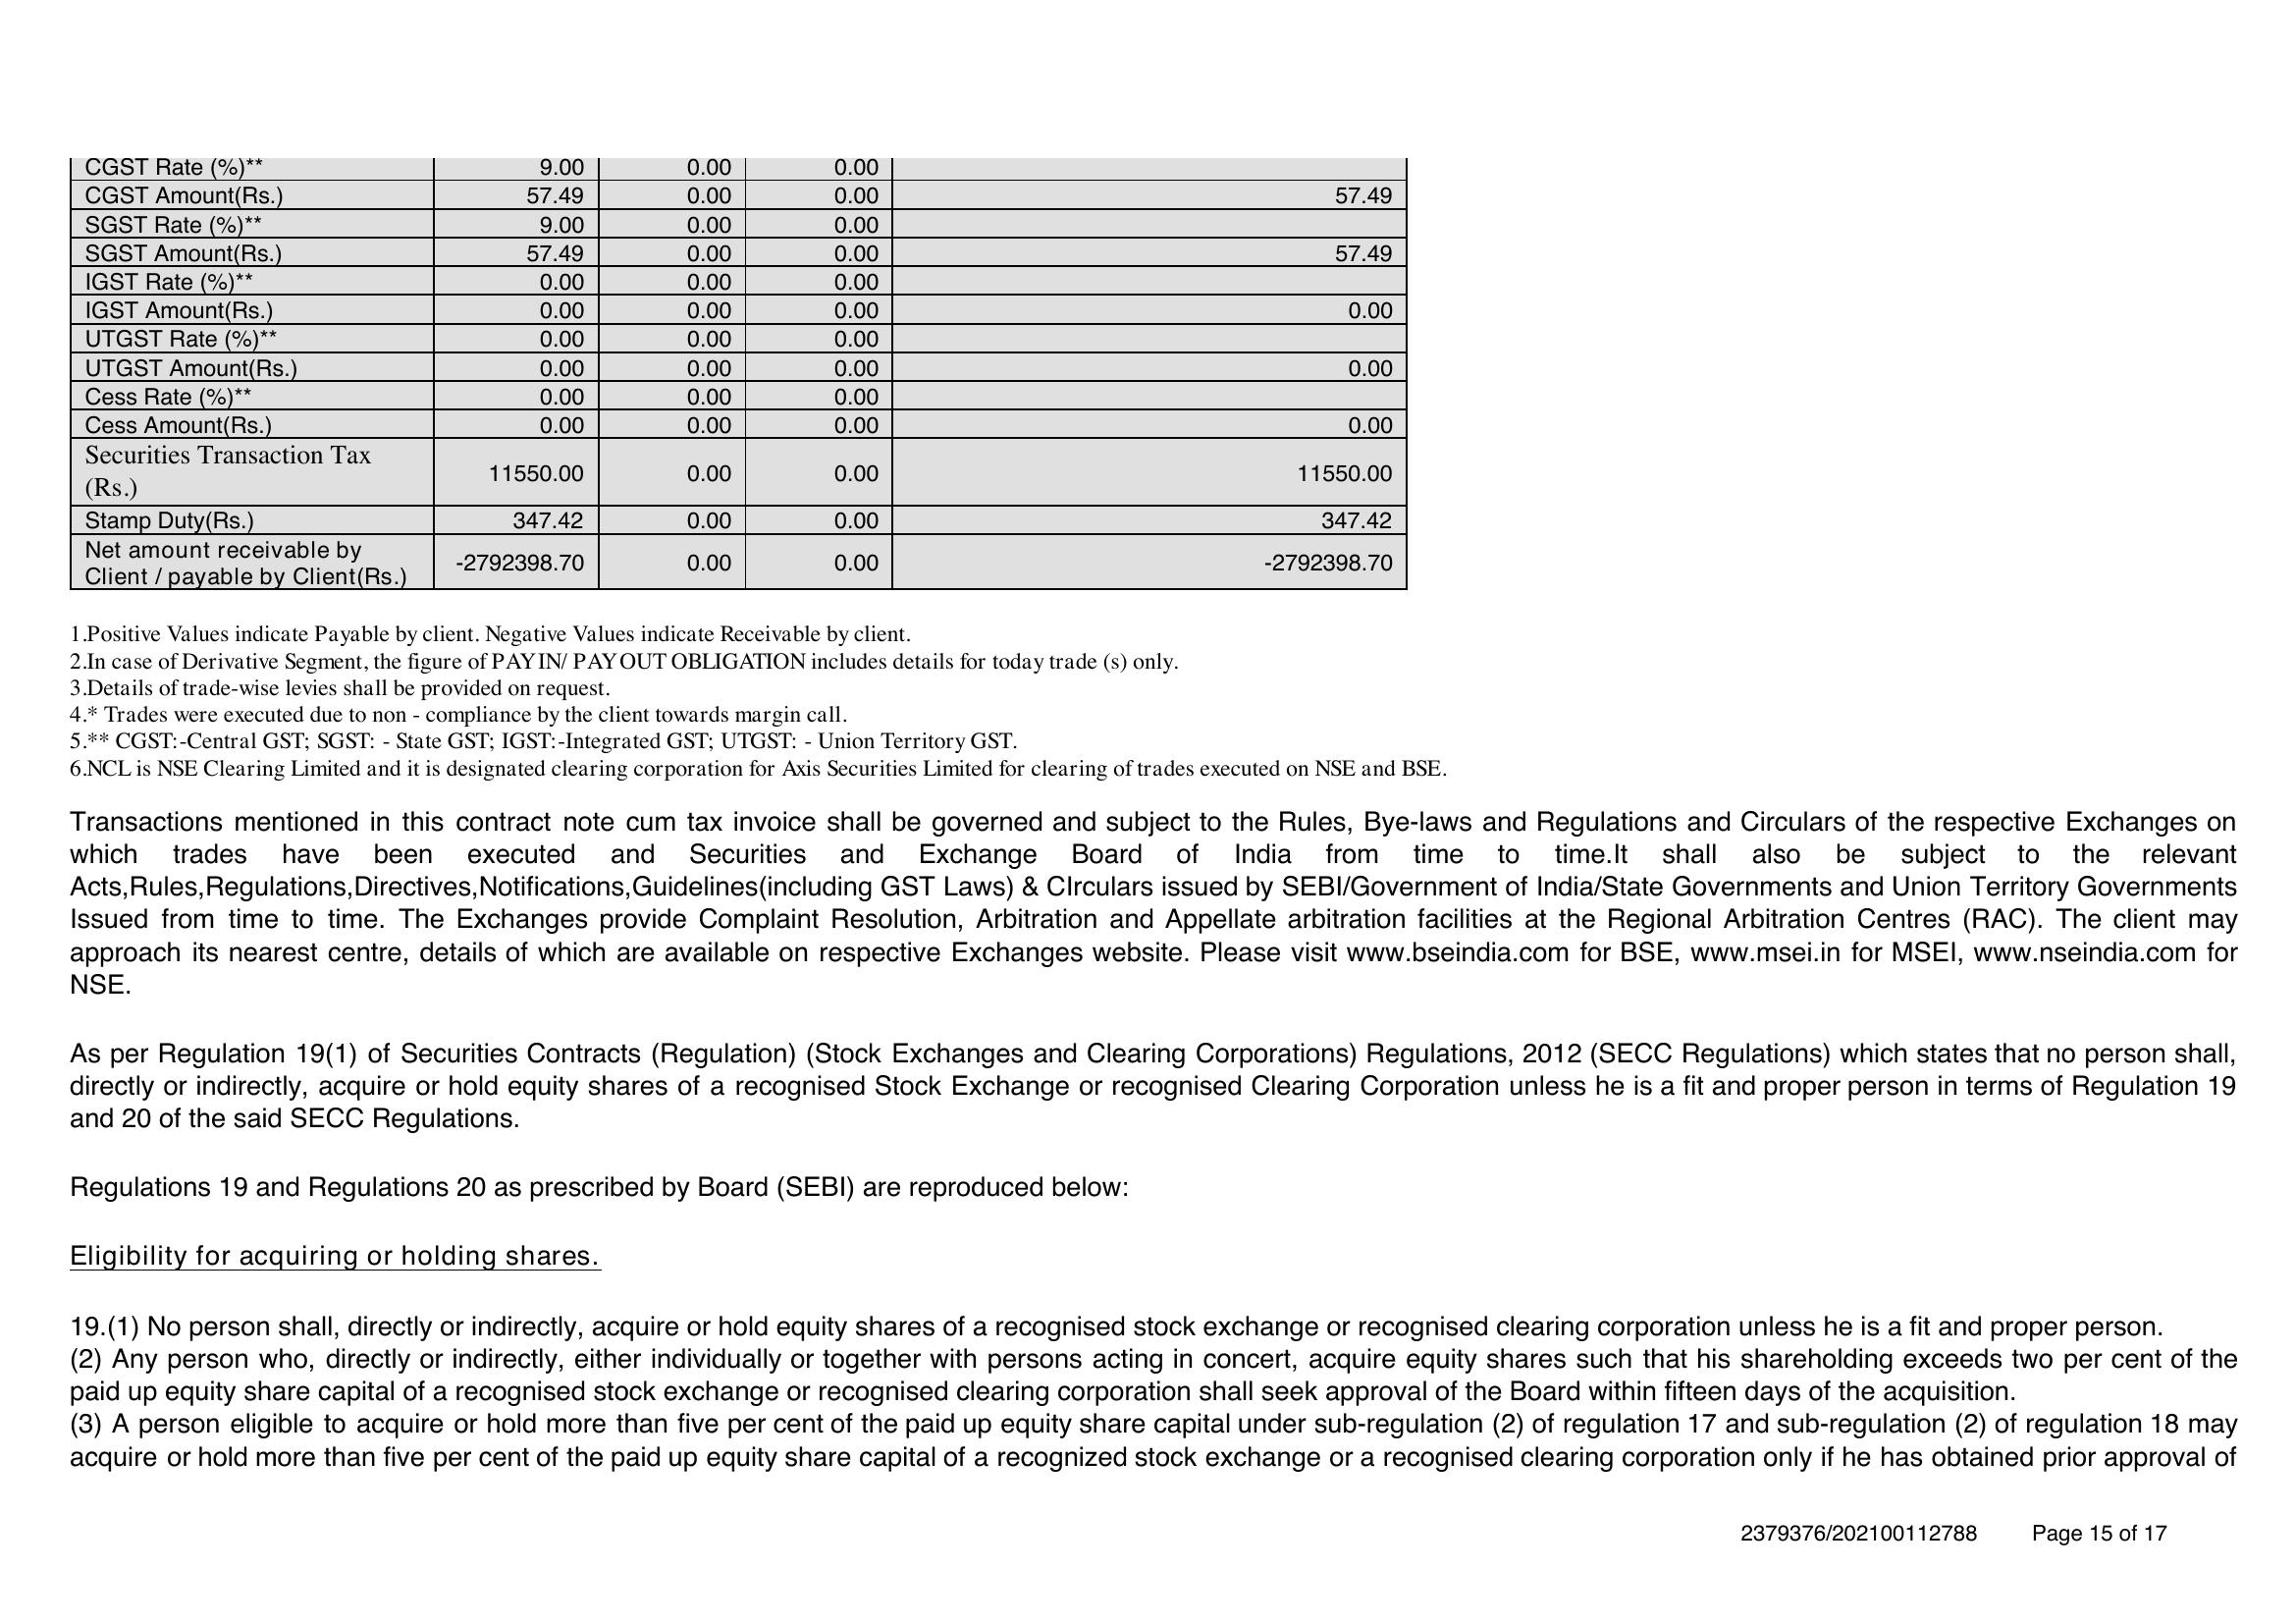 CGST Rate (%)** 9.00 0.00 0.00
CGST Amount(Rs.) 57.49 0.00 0.00 57.49
SGST Rate (%)** 9.00 0.00 0.00
SGST Amount(Rs.) 57.49 0.00 0.00 57.49
IGST Rate (%)** 0.00 0.00 0.00
IGST Amount(Rs.) 0.00 0.00 0.00 0.00
UTGST Rate (%)** 0.00 0.00 0.00
UTGST Amount(Rs.) 0.00 0.00 0.00 0.00
Cess Rate (%)** 0.00 0.00 0.00
Cess Amount(Rs.) 0.00 0.00 0.00 0.00
Securities Transaction Tax
(Rs.) 11550.00 0.00 0.00 11550.00
Stamp Duty(Rs.) 347.42 0.00 0.00 347.42
Net amount receivable by
Client / payable by Client(Rs.) -2792398.70 0.00 0.00 -2792398.70
1.Positive Values indicate Payable by client. Negative Values indicate Receivable by client.
2.In case of Derivative Segment, the figure of PAYIN/ PAYOUT OBLIGATION includes details for today trade (s) only.
3.Details of trade-wise levies shall be provided on request.
4.* Trades were executed due to non - compliance by the client towards margin call.
5.** CGST:-Central GST; SGST: - State GST; IGST:-Integrated GST; UTGST: - Union Territory GST.
6.NCL is NSE Clearing Limited and it is designated clearing corporation for Axis Securities Limited for clearing of trades executed on NSE and BSE.
Transactions mentioned in this contract note cum tax invoice shall be governed and subject to the Rules, Bye-laws and Regulations and Circulars of the respective Exchanges on
which trades have been executed and Securities and Exchange Board of India from time to time.It shall also be subject to the relevant
Acts,Rules,Regulations,Directives,Notifications,Guidelines(including GST Laws) & CIrculars issued by SEBI/Government of India/State Governments and Union Territory Governments
Issued from time to time. The Exchanges provide Complaint Resolution, Arbitration and Appellate arbitration facilities at the Regional Arbitration Centres (RAC). The client may
approach its nearest centre, details of which are available on respective Exchanges website. Please visit www.bseindia.com for BSE, www.msei.in for MSEI, www.nseindia.com for
NSE.
As per Regulation 19(1) of Securities Contracts (Regulation) (Stock Exchanges and Clearing Corporations) Regulations, 2012 (SECC Regulations) which states that no person shall,
directly or indirectly, acquire or hold equity shares of a recognised Stock Exchange or recognised Clearing Corporation unless he is a fit and proper person in terms of Regulation 19
and 20 of the said SECC Regulations.
Regulations 19 and Regulations 20 as prescribed by Board (SEBI) are reproduced below:
Eligibility for acquiring or holding shares.
19.(1) No person shall, directly or indirectly, acquire or hold equity shares of a recognised stock exchange or recognised clearing corporation unless he is a fit and proper person.
(2) Any person who, directly or indirectly, either individually or together with persons acting in concert, acquire equity shares such that his shareholding exceeds two per cent of the
paid up equity share capital of a recognised stock exchange or recognised clearing corporation shall seek approval of the Board within fifteen days of the acquisition.
(3) A person eligible to acquire or hold more than five per cent of the paid up equity share capital under sub-regulation (2) of regulation 17 and sub-regulation (2) of regulation 18 may
acquire or hold more than five per cent of the paid up equity share capital of a recognized stock exchange or a recognised clearing corporation only if he has obtained prior approval of
2379376/202100112788 Page 15 of 17